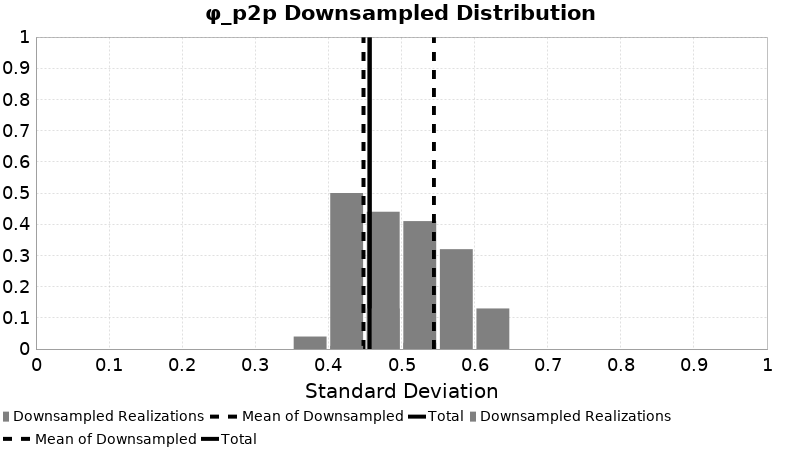 φ_p2p Downsampled Distribution
1
0.9
0.8
0.7
0.6
0.5
0.4
0.3
0.2
0.1
0
0 0.1 0.2 0.3 0.4 0.5 0.6 0.7 0.8 0.9 1
Standard Deviation
Downsampled Realizations Mean of Downsampled Total Downsampled Realizations
Mean of Downsampled Total